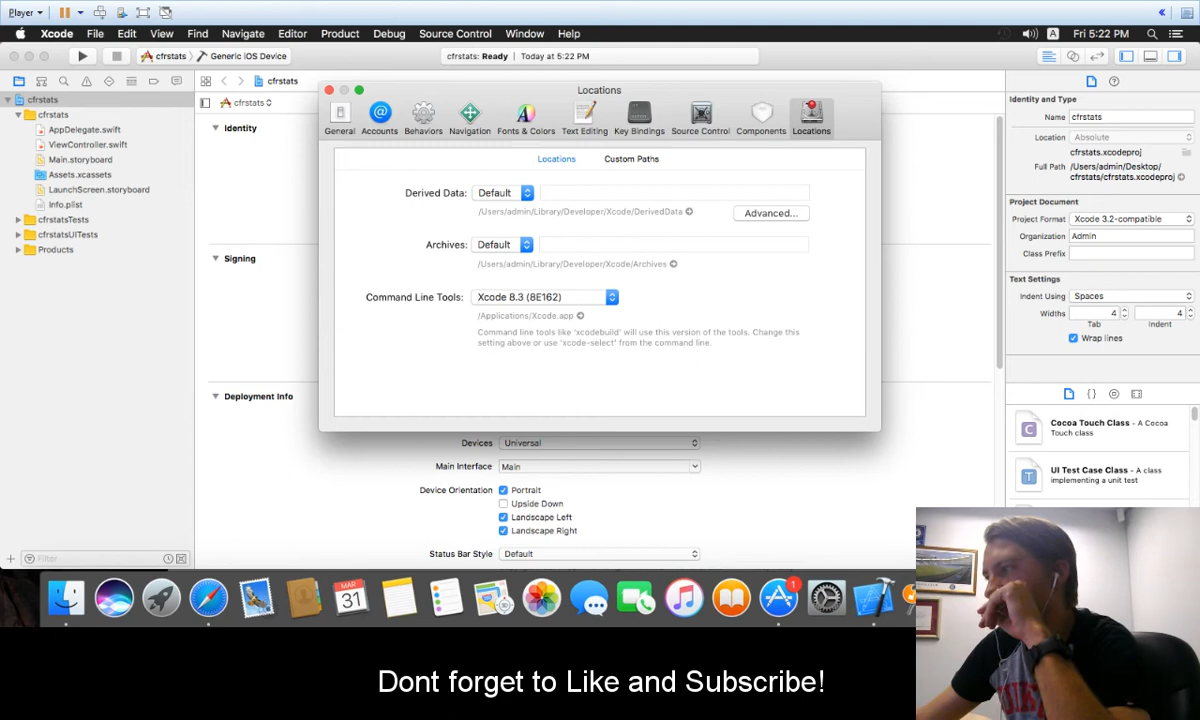 Player
Xcode File Edit View Find Navigate Editor Product Debug Source Control Window Help
A Fri 5:22 PM
crfstats Generic iOS Device
cfrstats: Ready Today at 5:22 PM
cfrstats
cfrstats
AppDelegate.swift
ViewController.swift
Main.storyboard
Assets.xcassets
LaunchScreen.storyboard
Info.plist
cfrstatsTests
cfrstatsUITests
Products
Filter
cfrstats
cfrstats
Identity
Signing
Deployment Info
Locations
General Accounts Behaviors Navigation Fonts & Colors Text Editing Key Bindings Source Control Components Locations
Locations Custom Paths
Derived Data: Default
/Users/admin/Library/Developer/Xcode/DerivedData
Advanced...
Archives: Default
/Users/admin/Library/Developer/Xcode/Archives
Command Line Tools: Xcode 8.3 (8E162)
/Applications/Xcode.app
Command line tools like 'xcodebuild' will use this version of the tools. Change this
setting above or use 'xcode-select' from the command line.
Devices Universal
Main Interface Main
Device Orientation Portrait
Upside Down
Landscape Left
Landscape Right
Status Bar Style Default
Identity and Type
Name cfrstats
Location Absolute
cfrstats.xcodeproj
Full Path /Users/admin/Desktop/
cfrstats/cfrstats.xcodeproj
Project Document
Project Format Xcode 3.2-compatible
Organization Admin
Class Prefix
Text Settings
Indent Using Spaces
Widths 4 4
Tab Indent
Wrap lines
{ }
C Cocoa Touch Class - A Cocoa
Touch class
T UI Test Case Class - A class
implementing a unit test
MAR
31
1
Dont forget to Like and Subscribe!